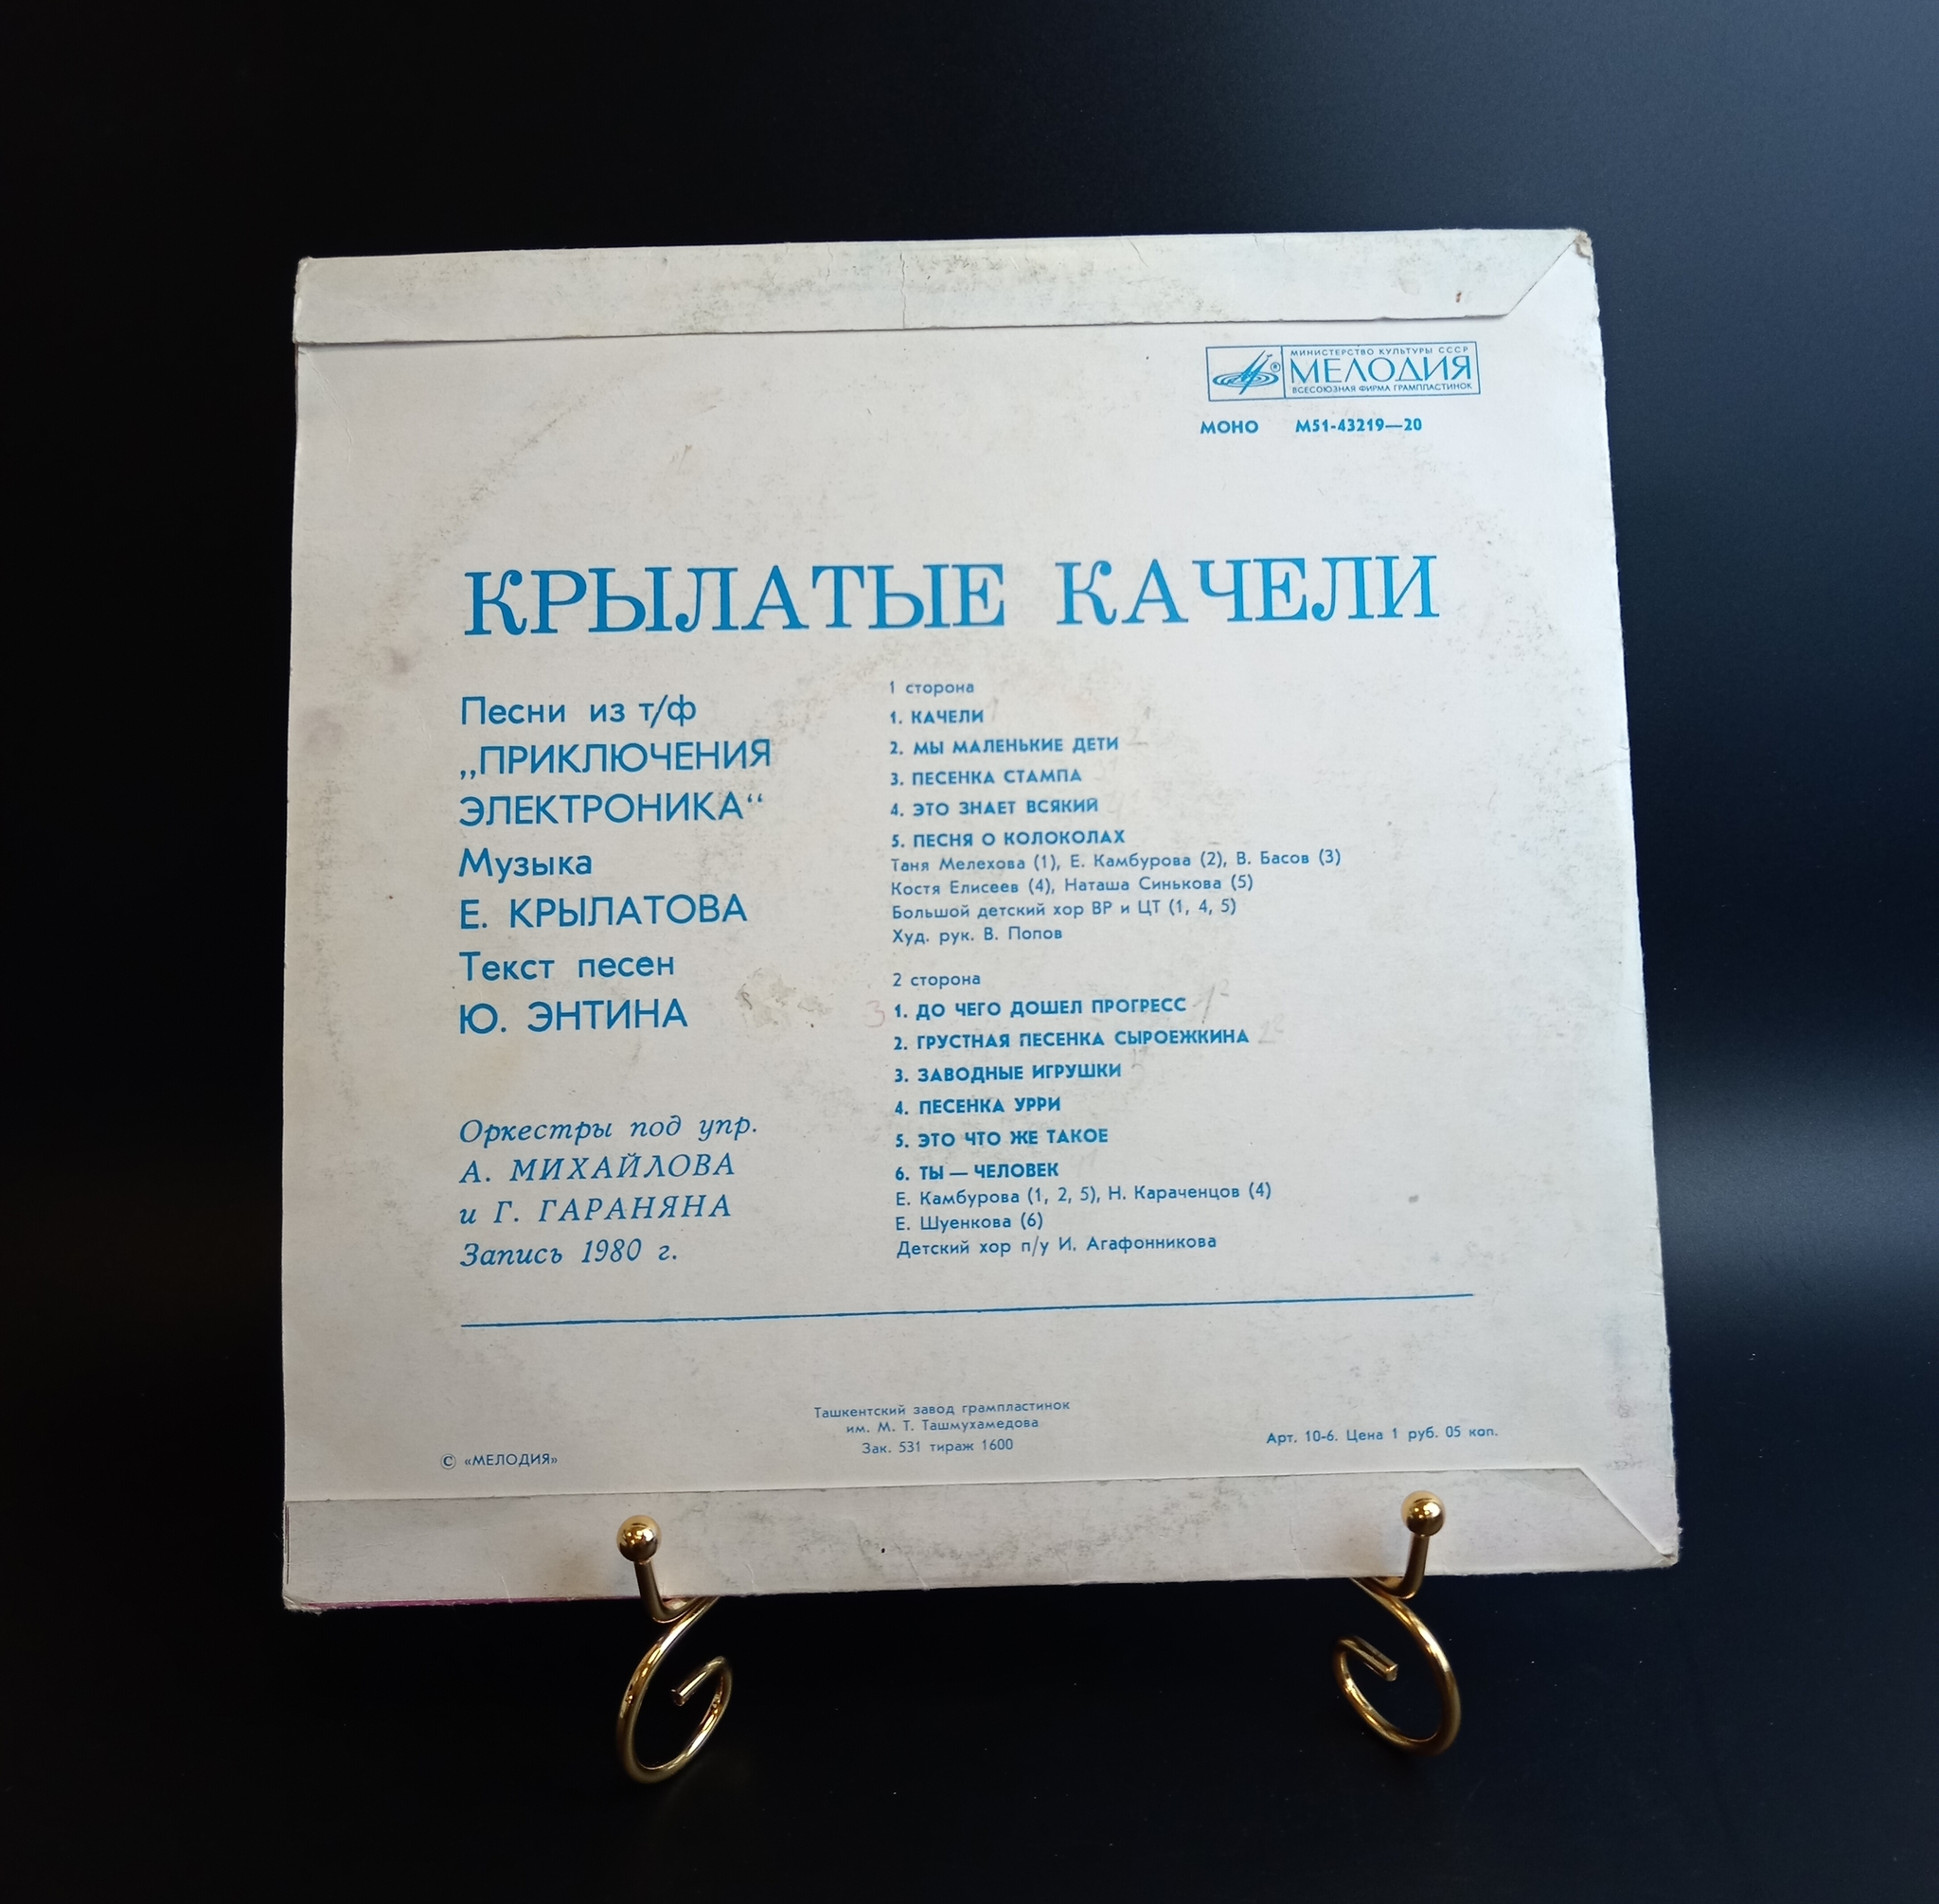 МИНИСТЕРСТВО КУЛЬТУРЫ СССР
МЕЛОДИЯ
ВСЕСОЮЗНАЯ ФИРМА ГРАМПЛАСТИНОК
МОНО М51-43219—20
КРЫЛАТЫЕ КАЧЕЛИ
Песни из т/ф
„ПРИКЛЮЧЕНИЯ
ЭЛЕКТРОНИКА“
Музыка
Е. КРЫЛАТОВА
Текст песен
Ю. ЭНТИНА
Оркестры под упр.
А. МИХАЙЛОВА
и Г. ГАРАНЯНА
Запись 1980 г.
1 сторона
1. КАЧЕЛИ
2. МЫ МАЛЕНЬКИЕ ДЕТИ
3. ПЕСЕНКА СТАМПА
4. ЭТО ЗНАЕТ ВСЯКИЙ
5. ПЕСНЯ О КОЛОКОЛАХ
Таня Мелехова (1), Е. Камбурова (2), В. Басов (3)
Костя Елисеев (4), Наташа Синькова (5)
Большой детский хор ВР и ЦТ (1, 4, 5)
Худ. рук. В. Попов
2 сторона
3 1. ДО ЧЕГО ДОШЕЛ ПРОГРЕСС
2. ГРУСТНАЯ ПЕСЕНКА СЫРОЕЖКИНА
3. ЗАВОДНЫЕ ИГРУШКИ
4. ПЕСЕНКА УРРИ
5. ЭТО ЧТО ЖЕ ТАКОЕ
6. ТЫ — ЧЕЛОВЕК
Е. Камбурова (1, 2, 5), Н. Караченцов (4)
Е. Шуенкова (6)
Детский хор п/у И. Агафонникова
Ташкентский завод грампластинок
им. М. Т. Ташмухамедова
Зак. 531 тираж 1600
© «МЕЛОДИЯ»
Арт. 10-6. Цена 1 руб. 05 коп.